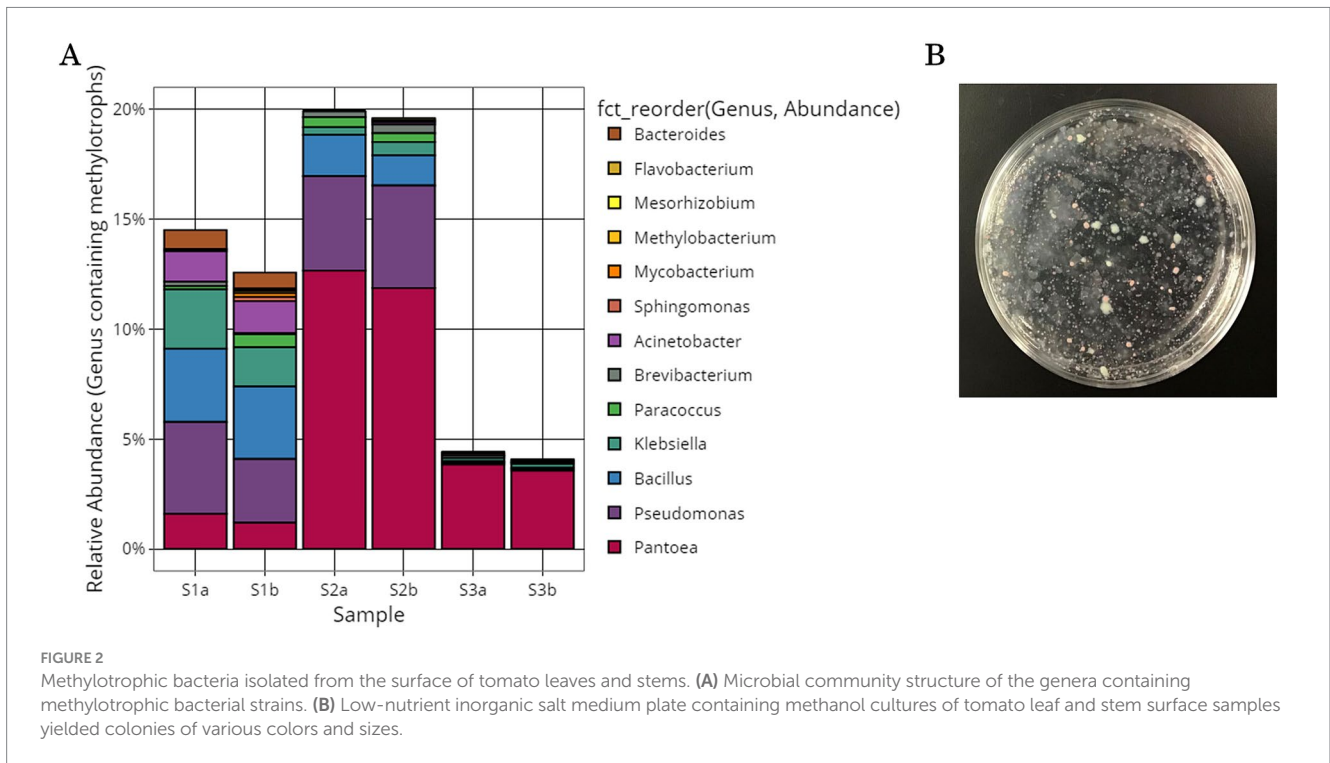 A
B
Relative Abundance (Genus containing methylotrophs)
20%
15%
10%
5%
0%
S1a
S1b
S2a
S2b
S3a
S3b
Sample
fct_reorder(Genus, Abundance)
Bacteroides
Flavobacterium
Mesorhizobium
Methylobacterium
Mycobacterium
Sphingomonas
Acinetobacter
Brevibacterium
Paracoccus
Klebsiella
Bacillus
Pseudomonas
Pantoea
FIGURE 2
Methylotrophic bacteria isolated from the surface of tomato leaves and stems. (A) Microbial community structure of the genera containing
methylotrophic bacterial strains. (B) Low-nutrient inorganic salt medium plate containing methanol cultures of tomato leaf and stem surface samples
yielded colonies of various colors and sizes.